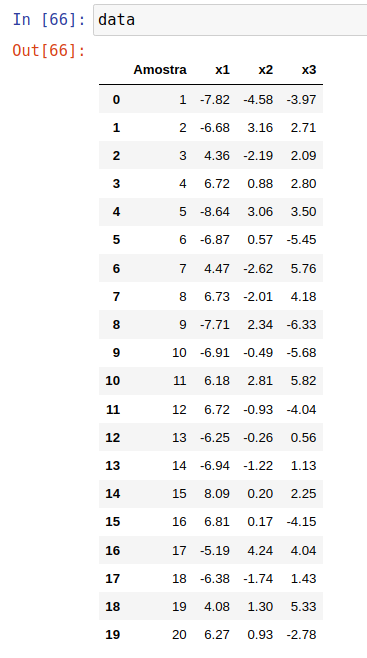 In [66]: data
Out[66]:
Amostra x1 x2 x3
0 1 -7.82 -4.58 -3.97
1 2 -6.68 3.16 2.71
2 3 4.36 -2.19 2.09
3 4 6.72 0.88 2.80
4 5 -8.64 3.06 3.50
5 6 -6.87 0.57 -5.45
6 7 4.47 -2.62 5.76
7 8 6.73 -2.01 4.18
8 9 -7.71 2.34 -6.33
9 10 -6.91 -0.49 -5.68
10 11 6.18 2.81 5.82
11 12 6.72 -0.93 -4.04
12 13 -6.25 -0.26 0.56
13 14 -6.94 -1.22 1.13
14 15 8.09 0.20 2.25
15 16 6.81 0.17 -4.15
16 17 -5.19 4.24 4.04
17 18 -6.38 -1.74 1.43
18 19 4.08 1.30 5.33
19 20 6.27 0.93 -2.78